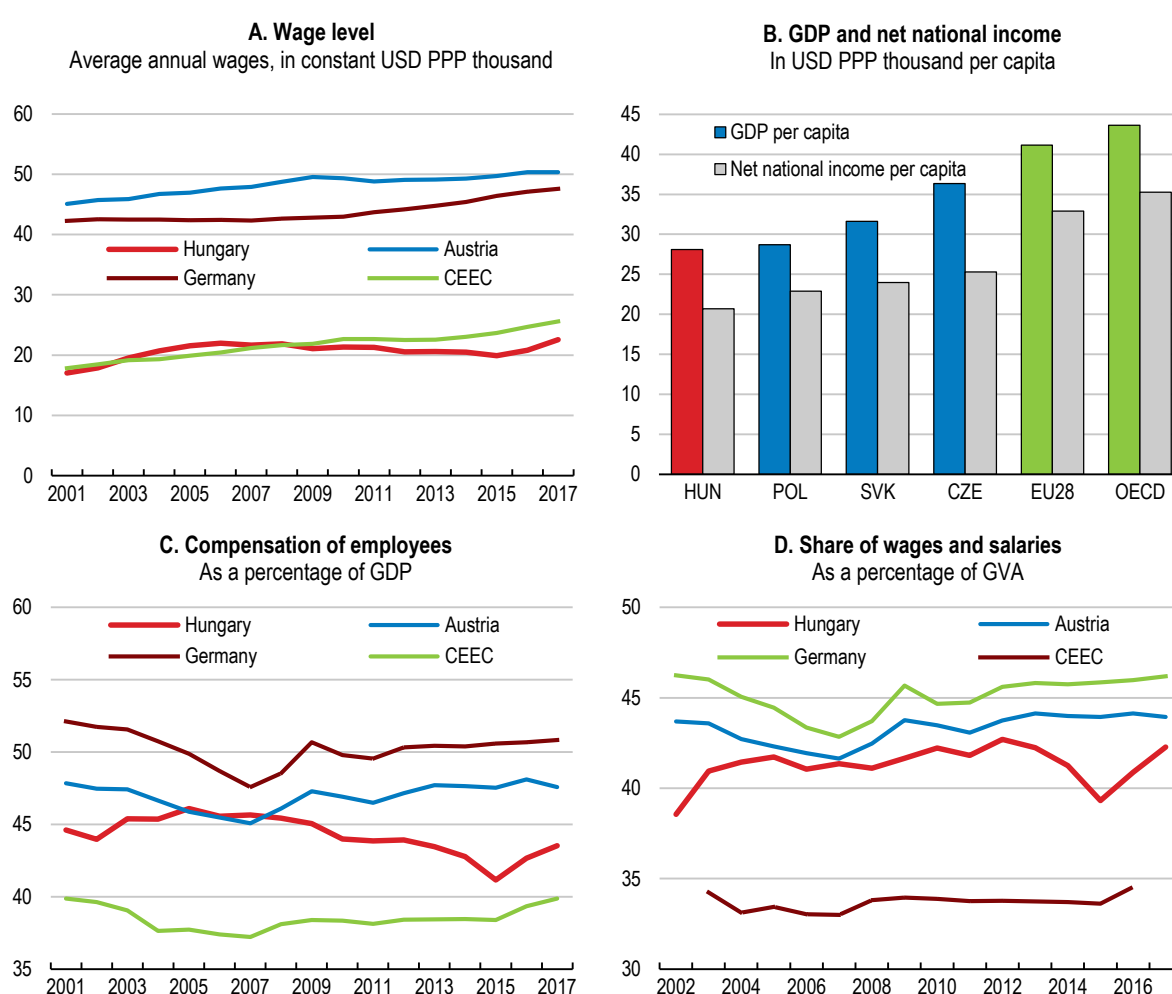 A. Wage level
Average annual wages, in constant USD PPP thousand
60
50
40
30
20
10
0
Hungary
Austria
Germany
CEEC
2001 2003 2005 2007 2009 2011 2013 2015 2017
B. GDP and net national income
In USD PPP thousand per capita
45
40
35
30
25
20
15
10
5
0
GDP per capita
Net national income per capita
HUN POL SVK CZE EU28 OECD
C. Compensation of employees
As a percentage of GDP
60
55
50
45
40
35
Hungary
Austria
Germany
CEEC
2001 2003 2005 2007 2009 2011 2013 2015 2017
D. Share of wages and salaries
As a percentage of GVA
50
45
40
35
30
Hungary
Austria
Germany
CEEC
2002 2004 2006 2008 2010 2012 2014 2016